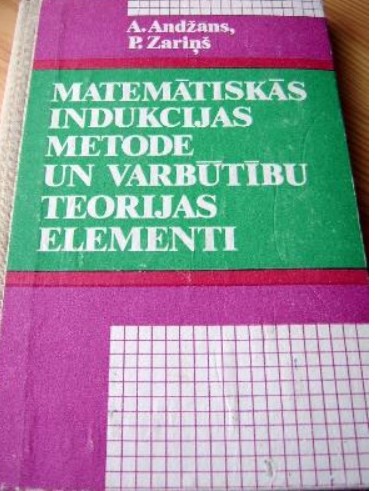 A. Andžans,
P. Zariņš
MATEMĀTISKĀS
INDUKCIJAS
METODE
UN VARBŪTĪBU
TEORIJAS
ELEMENTI